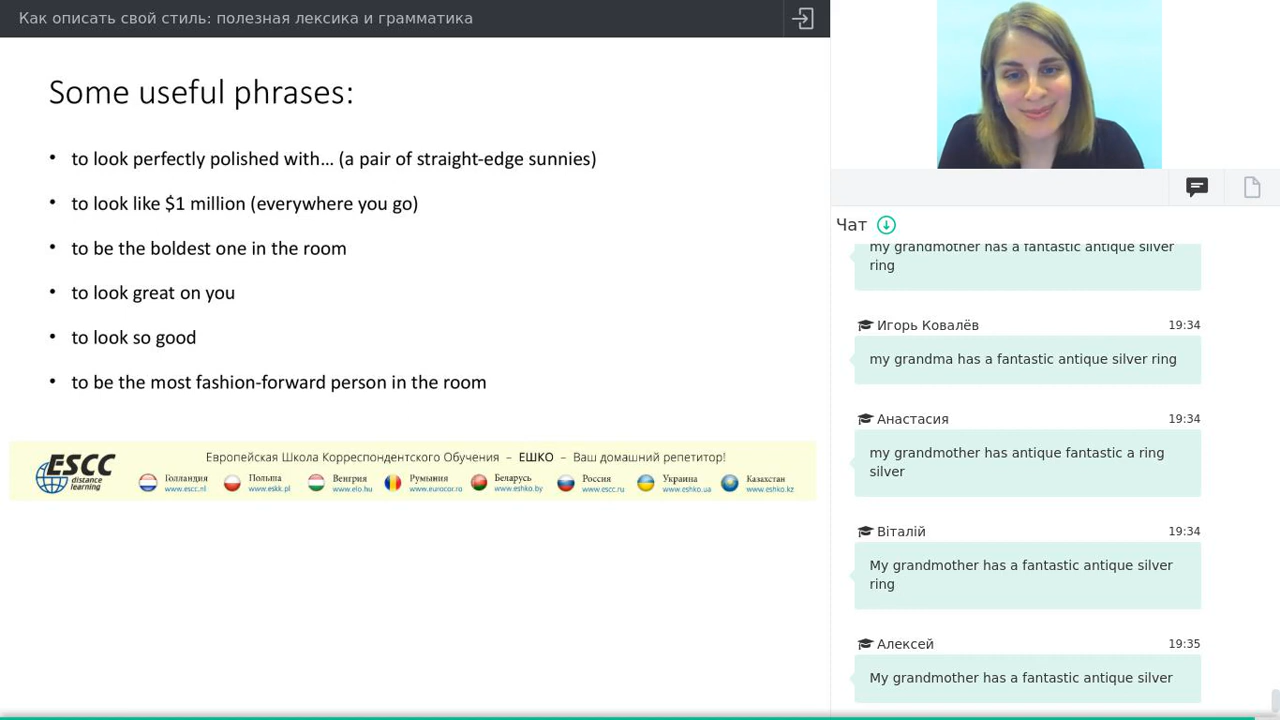 Как описать свой стиль: полезная лексика и грамматика
Some useful phrases:
• to look perfectly polished with… (a pair of straight-edge sunnies)
• to look like $1 million (everywhere you go)
• to be the boldest one in the room
• to look great on you
• to look so good
• to be the most fashion-forward person in the room
ESCC
distance
learning
Европейская Школа Корреспондентского Обучения – ЕШКО – Ваш домашний репетитор!
Голландия
www.escc.nl
Польша
www.eskk.pl
Венгрия
www.elo.hu
Румыния
www.eurocor.ro
Беларусь
www.eshko.by
Россия
www.escc.ru
Украина
www.eshko.ua
Казахстан
www.eshko.kz
Чат
my grandmother has a fantastic antique silver
ring
Игорь Ковалёв 19:34
my grandma has a fantastic antique silver ring
Анастасия 19:34
my grandmother has antique fantastic a ring
silver
Віталій 19:34
My grandmother has a fantastic antique silver
ring
Алексей 19:35
My grandmother has a fantastic antique silver